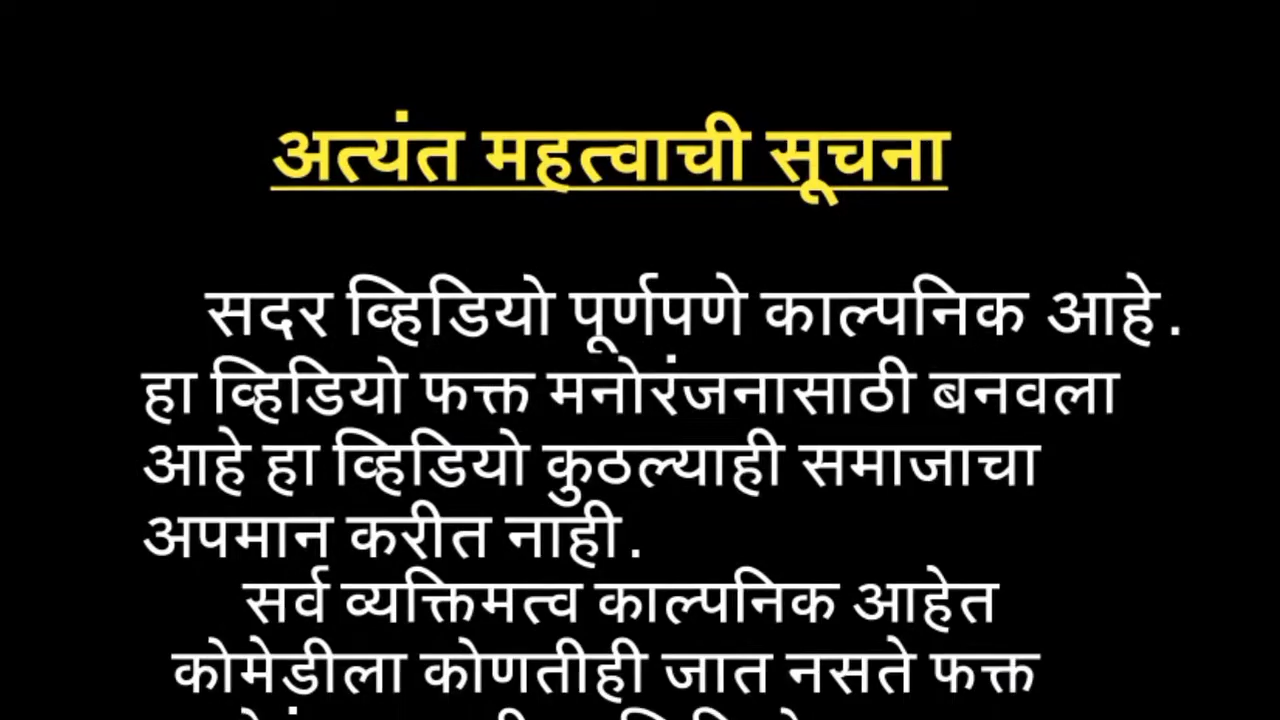 अत्यंत महत्वाची सूचना
सदर व्हिडियो पूर्णपणे काल्पनिक आहे.
हा व्हिडियो फक्त मनोरंजनासाठी बनवला
आहे हा व्हिडियो कुठल्याही समाजाचा
अपमान करीत नाही.
सर्व व्यक्तिमत्व काल्पनिक आहेत
कोमेडीला कोणतीही जात नसते फक्त